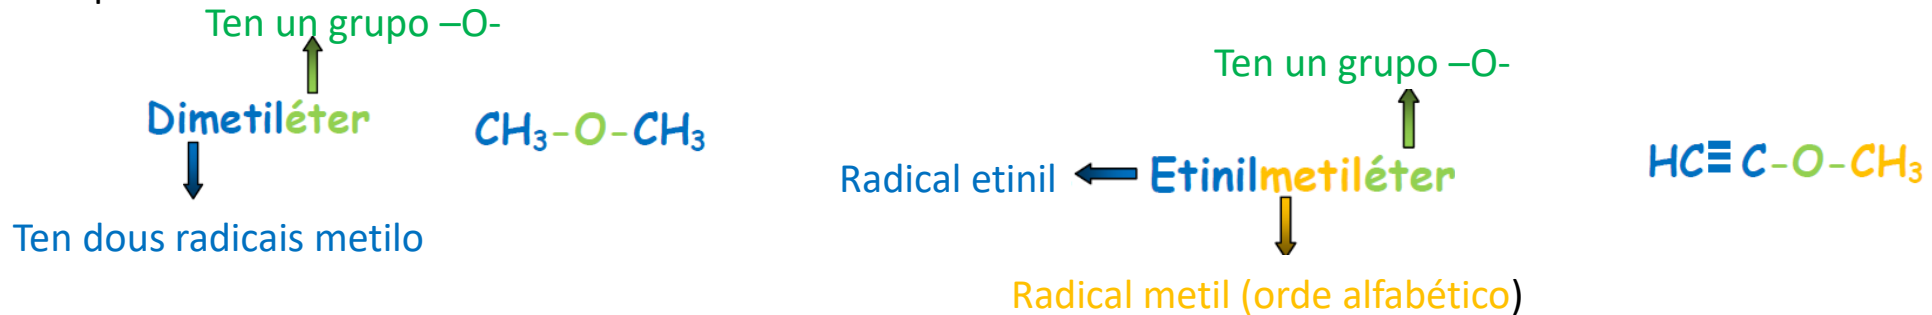 Ten un grupo –O-
Dimetiléter
CH₃-O-CH₃
Ten dous radicais metilo
Ten un grupo –O-
Radical etinil
Etinilmetiléter
HC≡C-O-CH₃
Radical metil (orde alfabético)